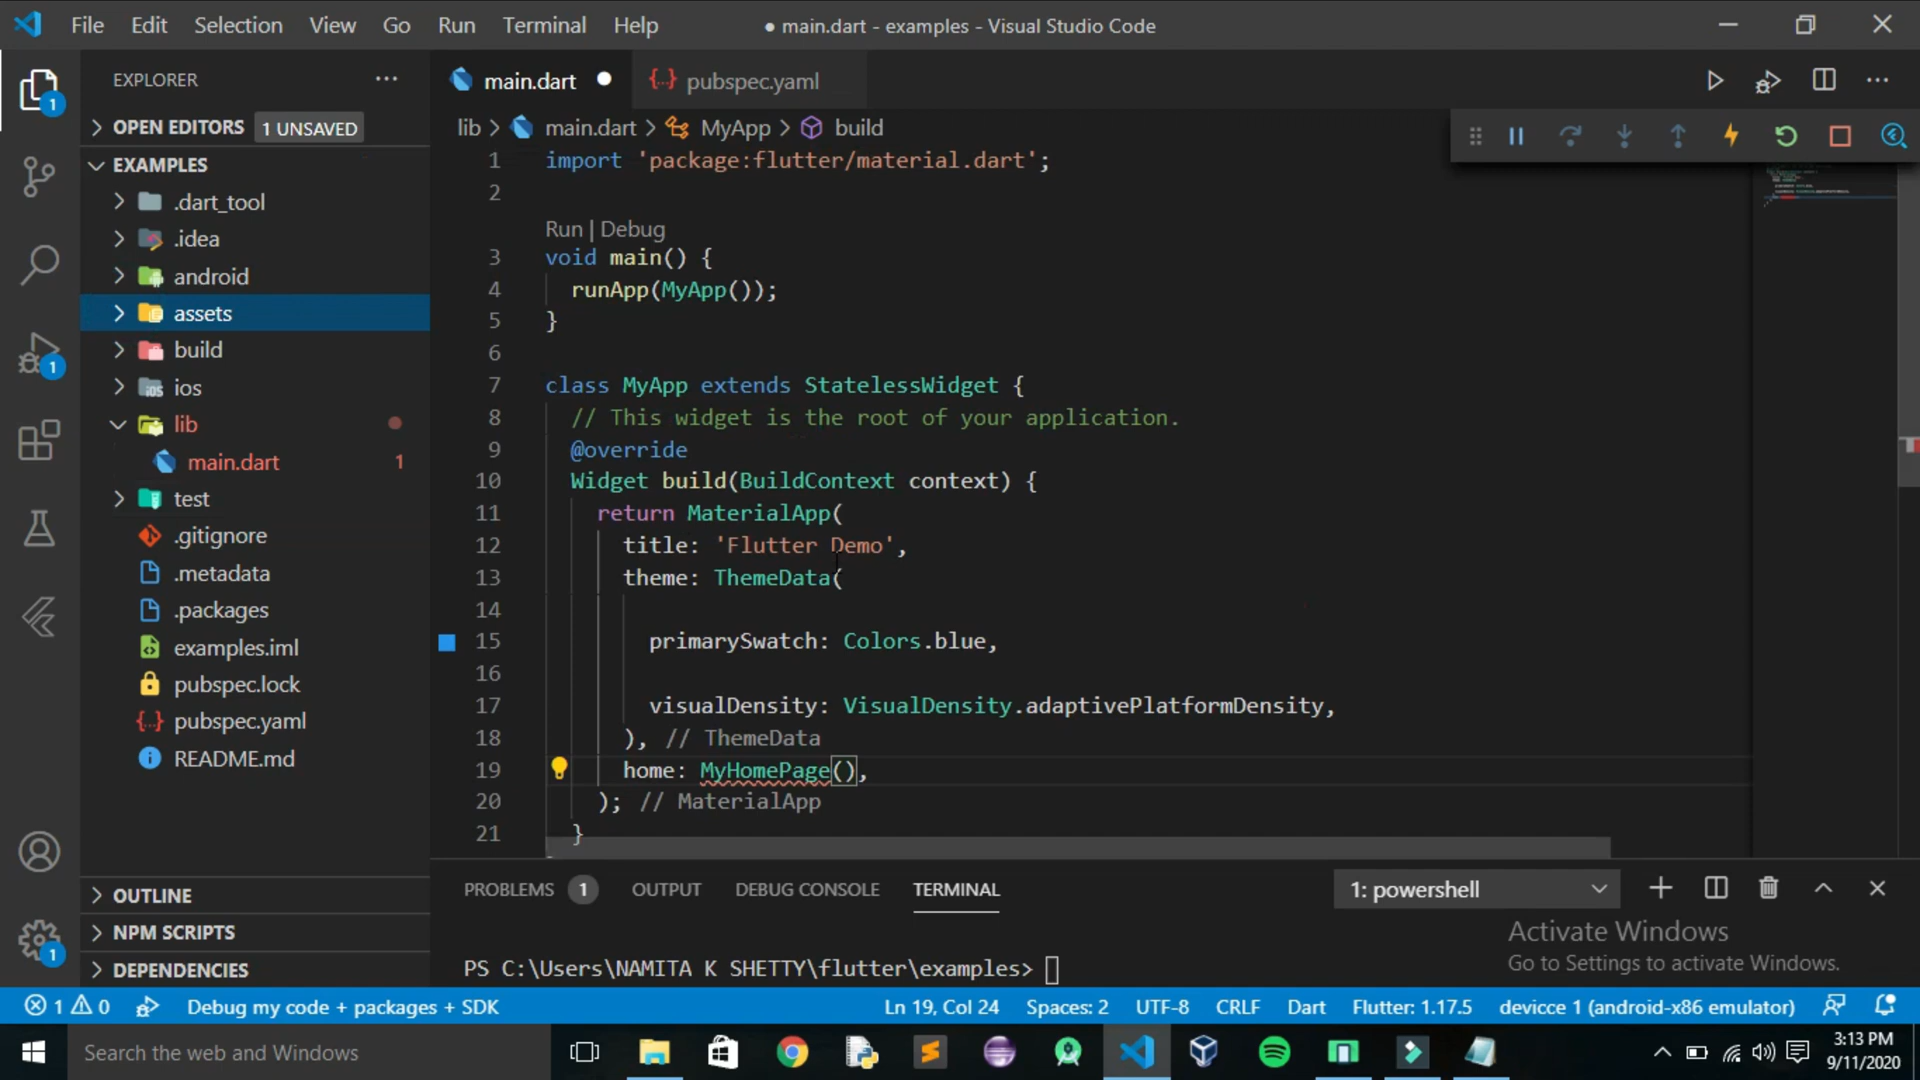 File Edit Selection View Go Run Terminal Help ● main.dart - examples - Visual Studio Code
EXPLORER
main.dart
{..} pubspec.yaml
OPEN EDITORS 1 UNSAVED
lib > main.dart > MyApp > build
EXAMPLES
.dart_tool
.idea
android
assets
build
ios
lib
main.dart 1
test
.gitignore
.metadata
.packages
examples.iml
pubspec.lock
{..} pubspec.yaml
README.md
OUTLINE
NPM SCRIPTS
DEPENDENCIES
1
1
1
1 import 'package:flutter/material.dart';
2
Run | Debug
3 void main() {
4 runApp(MyApp());
5 }
6
7 class MyApp extends StatelessWidget {
8 // This widget is the root of your application.
9 @override
10 Widget build(BuildContext context) {
11 return MaterialApp(
12 title: 'Flutter Demo',
13 theme: ThemeData(
14
15 primarySwatch: Colors.blue,
16
17 visualDensity: VisualDensity.adaptivePlatformDensity,
18 ), // ThemeData
19 home: MyHomePage(),
20 ); // MaterialApp
21 }
PROBLEMS 1 OUTPUT DEBUG CONSOLE TERMINAL 1: powershell
PS C:\Users\NAMITA K SHETTY\flutter\examples>
Activate Windows
Go to Settings to activate Windows.
1 0 Debug my code + packages + SDK Ln 19, Col 24 Spaces: 2 UTF-8 CRLF Dart Flutter: 1.17.5 devicce 1 (android-x86 emulator)
Search the web and Windows
3:13 PM
9/11/2020